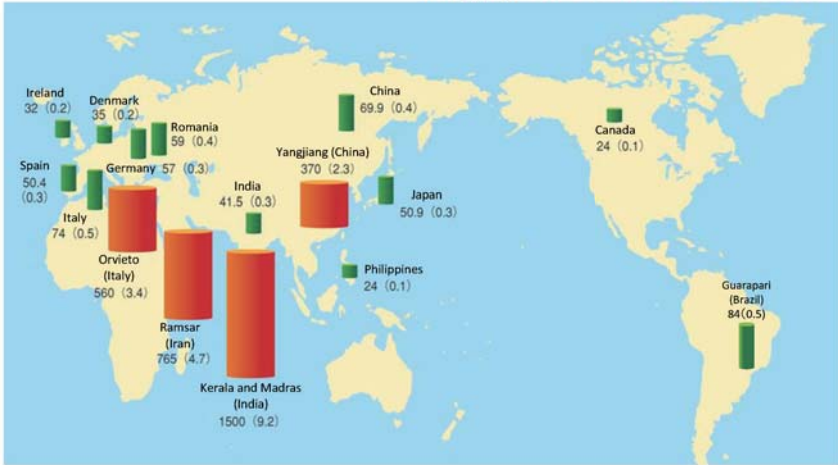 Ireland
32 (0.2)
Denmark
35 (0.2)
Romania
59 (0.4)
Germany 57 (0.3)
Spain
50.4
(0.3)
Italy
74 (0.5)
Orvieto
(Italy)
560 (3.4)
Ramsar
(Iran)
765 (4.7)
India
41.5 (0.3)
Kerala and Madras
(India)
1500 (9.2)
China
69.9 (0.4)
Yangjiang (China)
370 (2.3)
Japan
50.9 (0.3)
Philippines
24 (0.1)
Canada
24 (0.1)
Guarapari
(Brazil)
84(0.5)